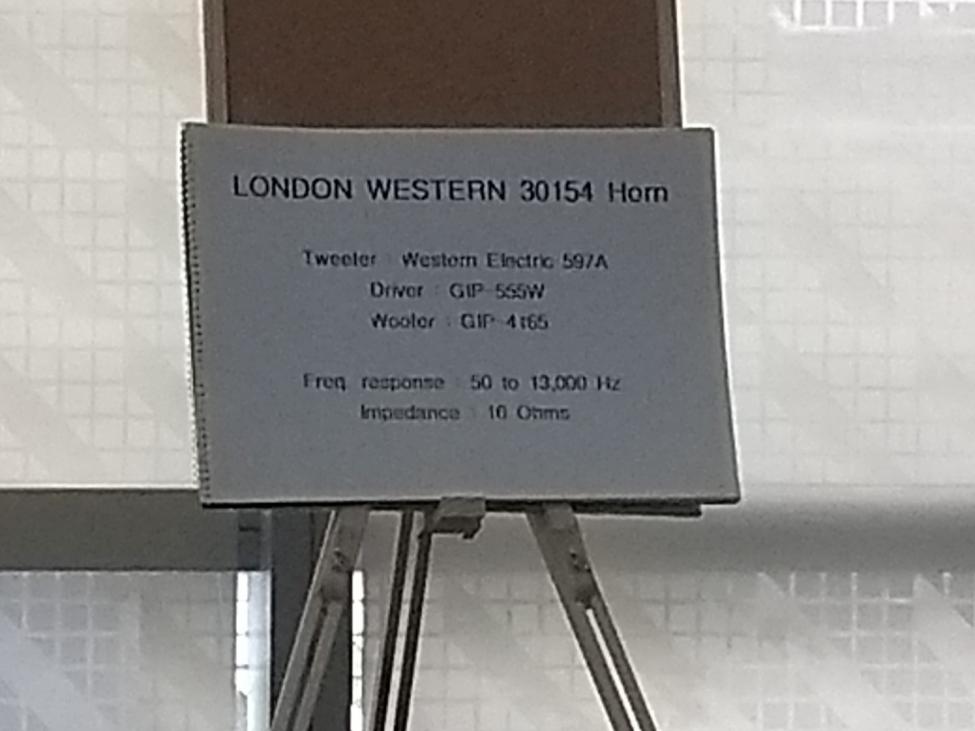 LONDON WESTERN 30154 Horn
Tweeter : Western Electric 597A
Driver : GIP-555W
Woofer : GIP-4165
Freq. response : 50 to 13,000 Hz
Impedance : 16 Ohms